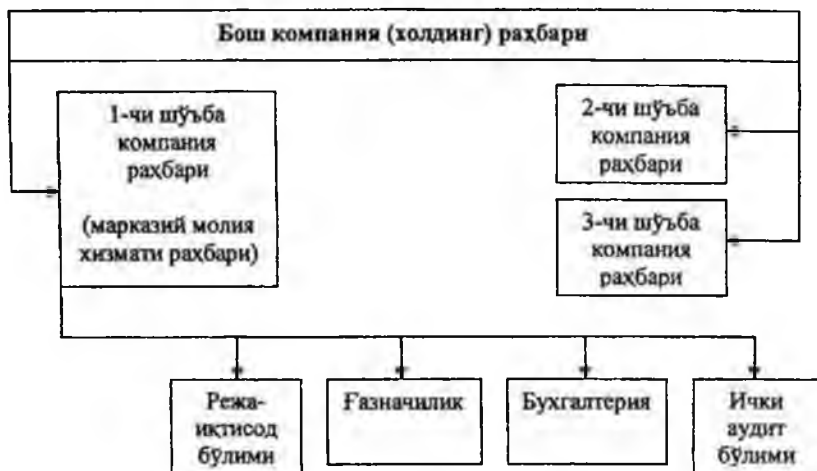 Бош компания (холдинг) раҳбари
1-чи шўъба
компания
раҳбари
(марказий молия
хизмати раҳбари)
2-чи шўъба
компания
раҳбари
3-чи шўъба
компания
раҳбари
Режа-
иқтисод
бўлими
Ғазначилик
Бухгалтерия
Ички
аудит
бўлими